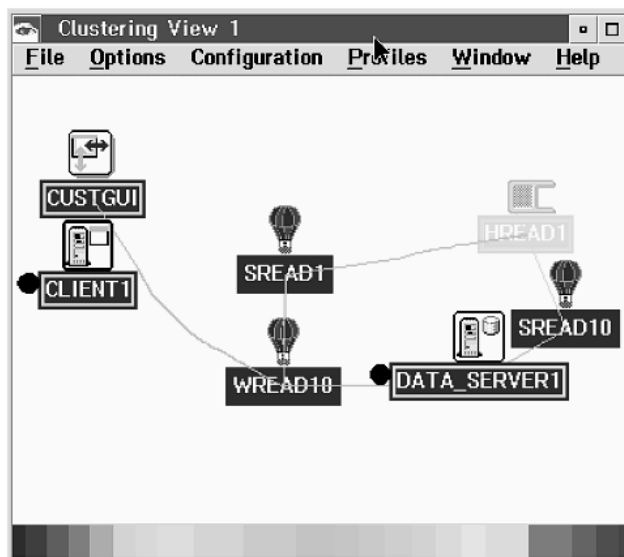 Clustering View 1
File Options Configuration Profiles Window Help
CUSTGUI
HREAD1
SREAD1
CLIENT1
SREAD10
WREAD10
DATA_SERVER1